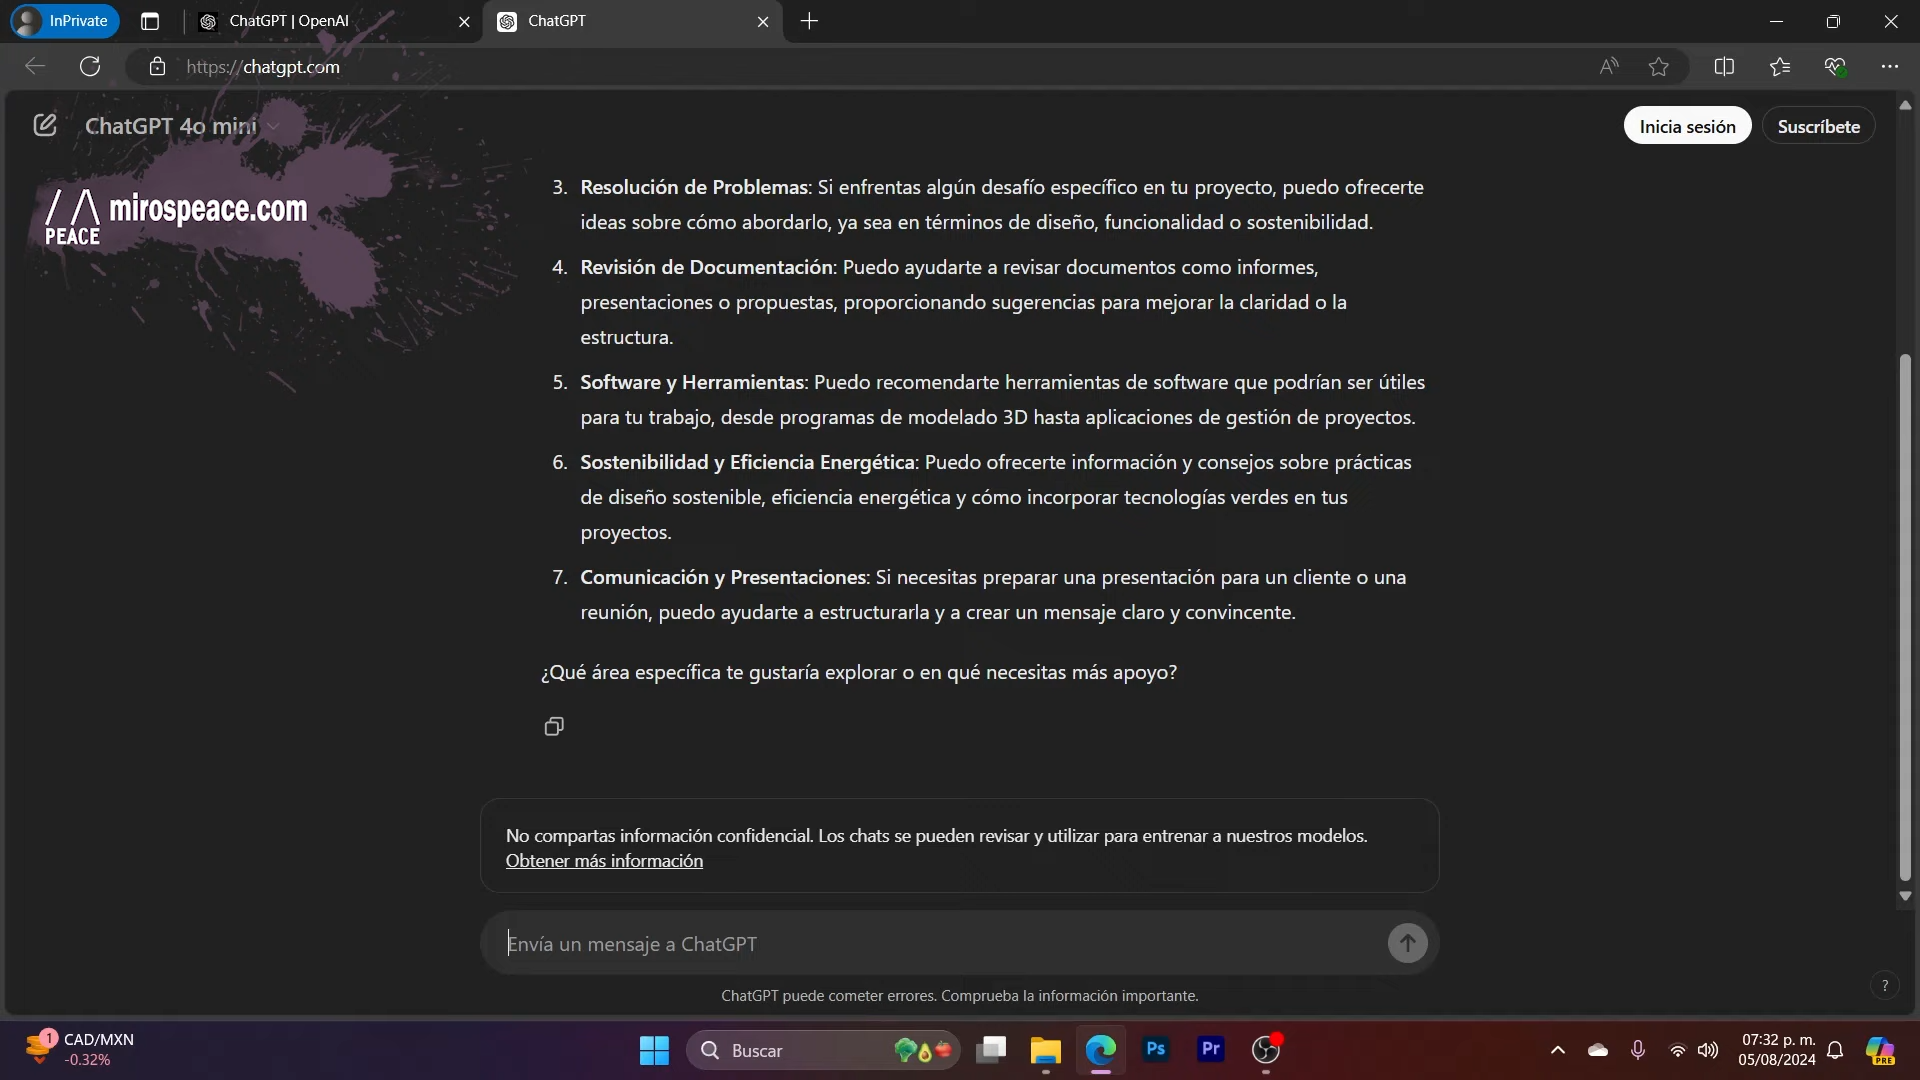 InPrivate
ChatGPT | OpenAI
ChatGPT
https://chatgpt.com
ChatGPT 4o mini
Inicia sesión
Suscríbete
PEACE
mirospeace.com
3. Resolución de Problemas: Si enfrentas algún desafío específico en tu proyecto, puedo ofrecerte
ideas sobre cómo abordarlo, ya sea en términos de diseño, funcionalidad o sostenibilidad.
4. Revisión de Documentación: Puedo ayudarte a revisar documentos como informes,
presentaciones o propuestas, proporcionando sugerencias para mejorar la claridad o la
estructura.
5. Software y Herramientas: Puedo recomendarte herramientas de software que podrían ser útiles
para tu trabajo, desde programas de modelado 3D hasta aplicaciones de gestión de proyectos.
6. Sostenibilidad y Eficiencia Energética: Puedo ofrecerte información y consejos sobre prácticas
de diseño sostenible, eficiencia energética y cómo incorporar tecnologías verdes en tus
proyectos.
7. Comunicación y Presentaciones: Si necesitas preparar una presentación para un cliente o una
reunión, puedo ayudarte a estructurarla y a crear un mensaje claro y convincente.
¿Qué área específica te gustaría explorar o en qué necesitas más apoyo?
No compartas información confidencial. Los chats se pueden revisar y utilizar para entrenar a nuestros modelos.
Obtener más información
Envía un mensaje a ChatGPT
ChatGPT puede cometer errores. Comprueba la información importante.
?
1
CAD/MXN
-0.32%
Buscar
Ps
Pr
07:32 p. m.
05/08/2024
PRE